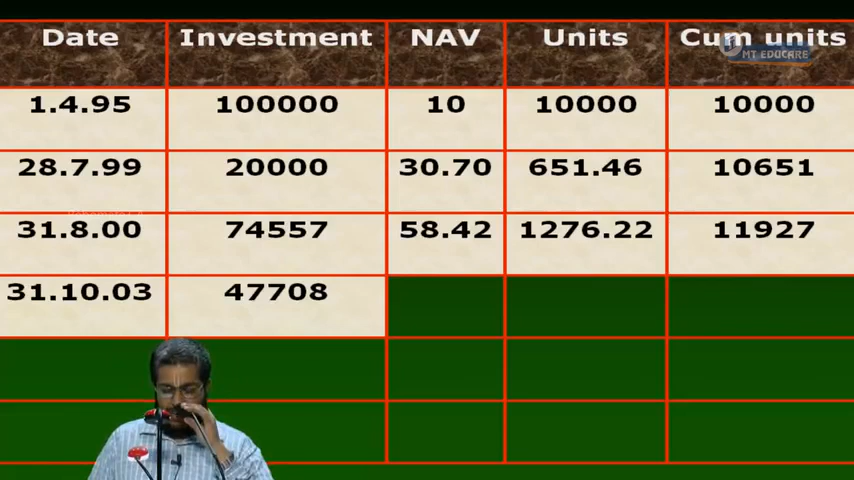 Date Investment NAV Units Cum units
MT EDUCARE
1.4.95 100000 10 10000 10000
28.7.99 20000 30.70 651.46 10651
31.8.00 74557 58.42 1276.22 11927
31.10.03 47708